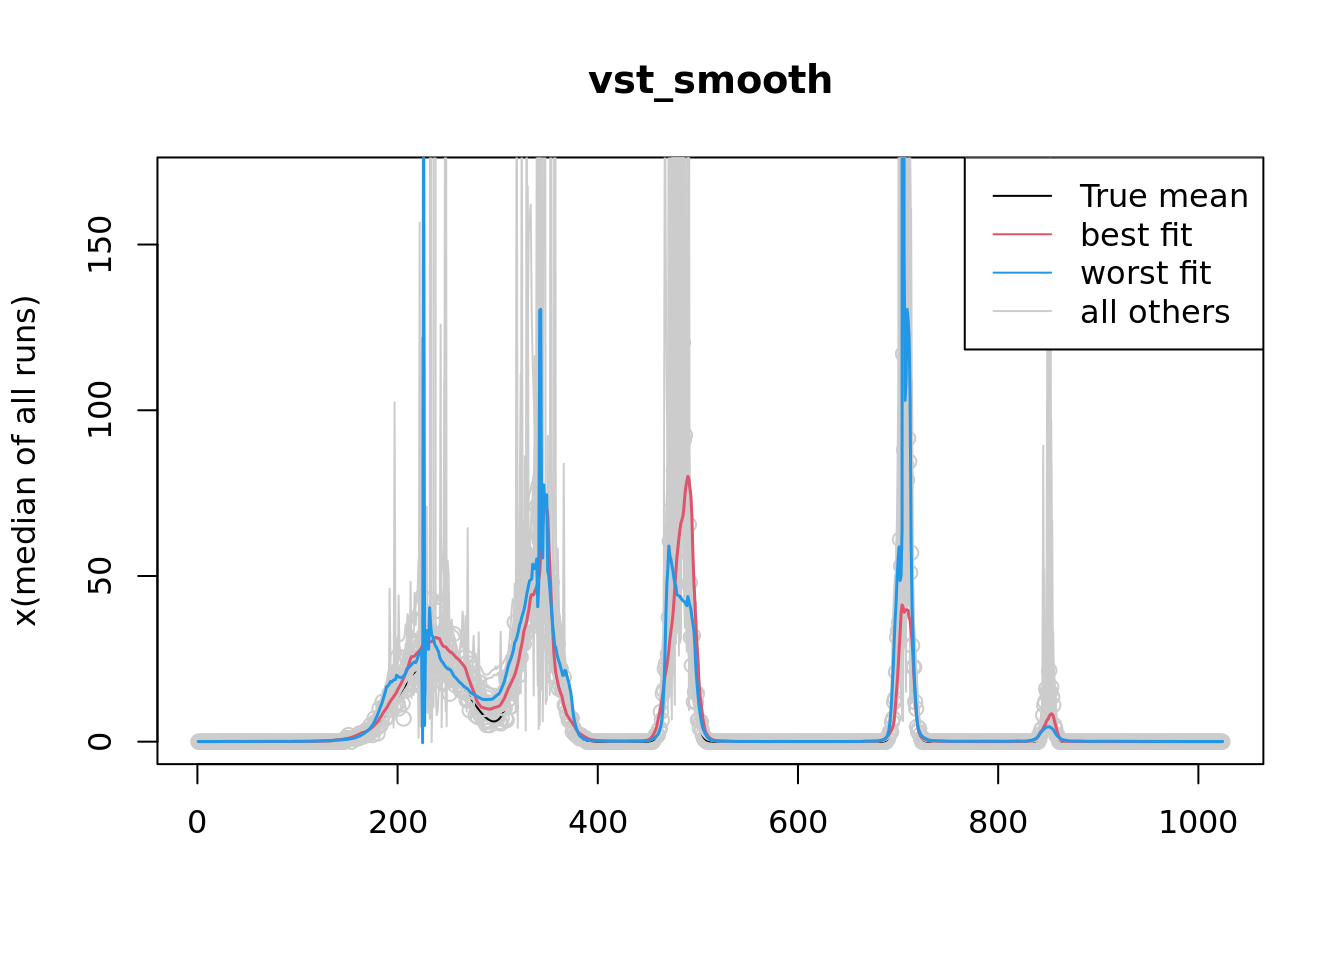 vst_smooth
x(median of all runs)
150
100
50
0
True mean
best fit
worst fit
all others
0 200 400 600 800 1000